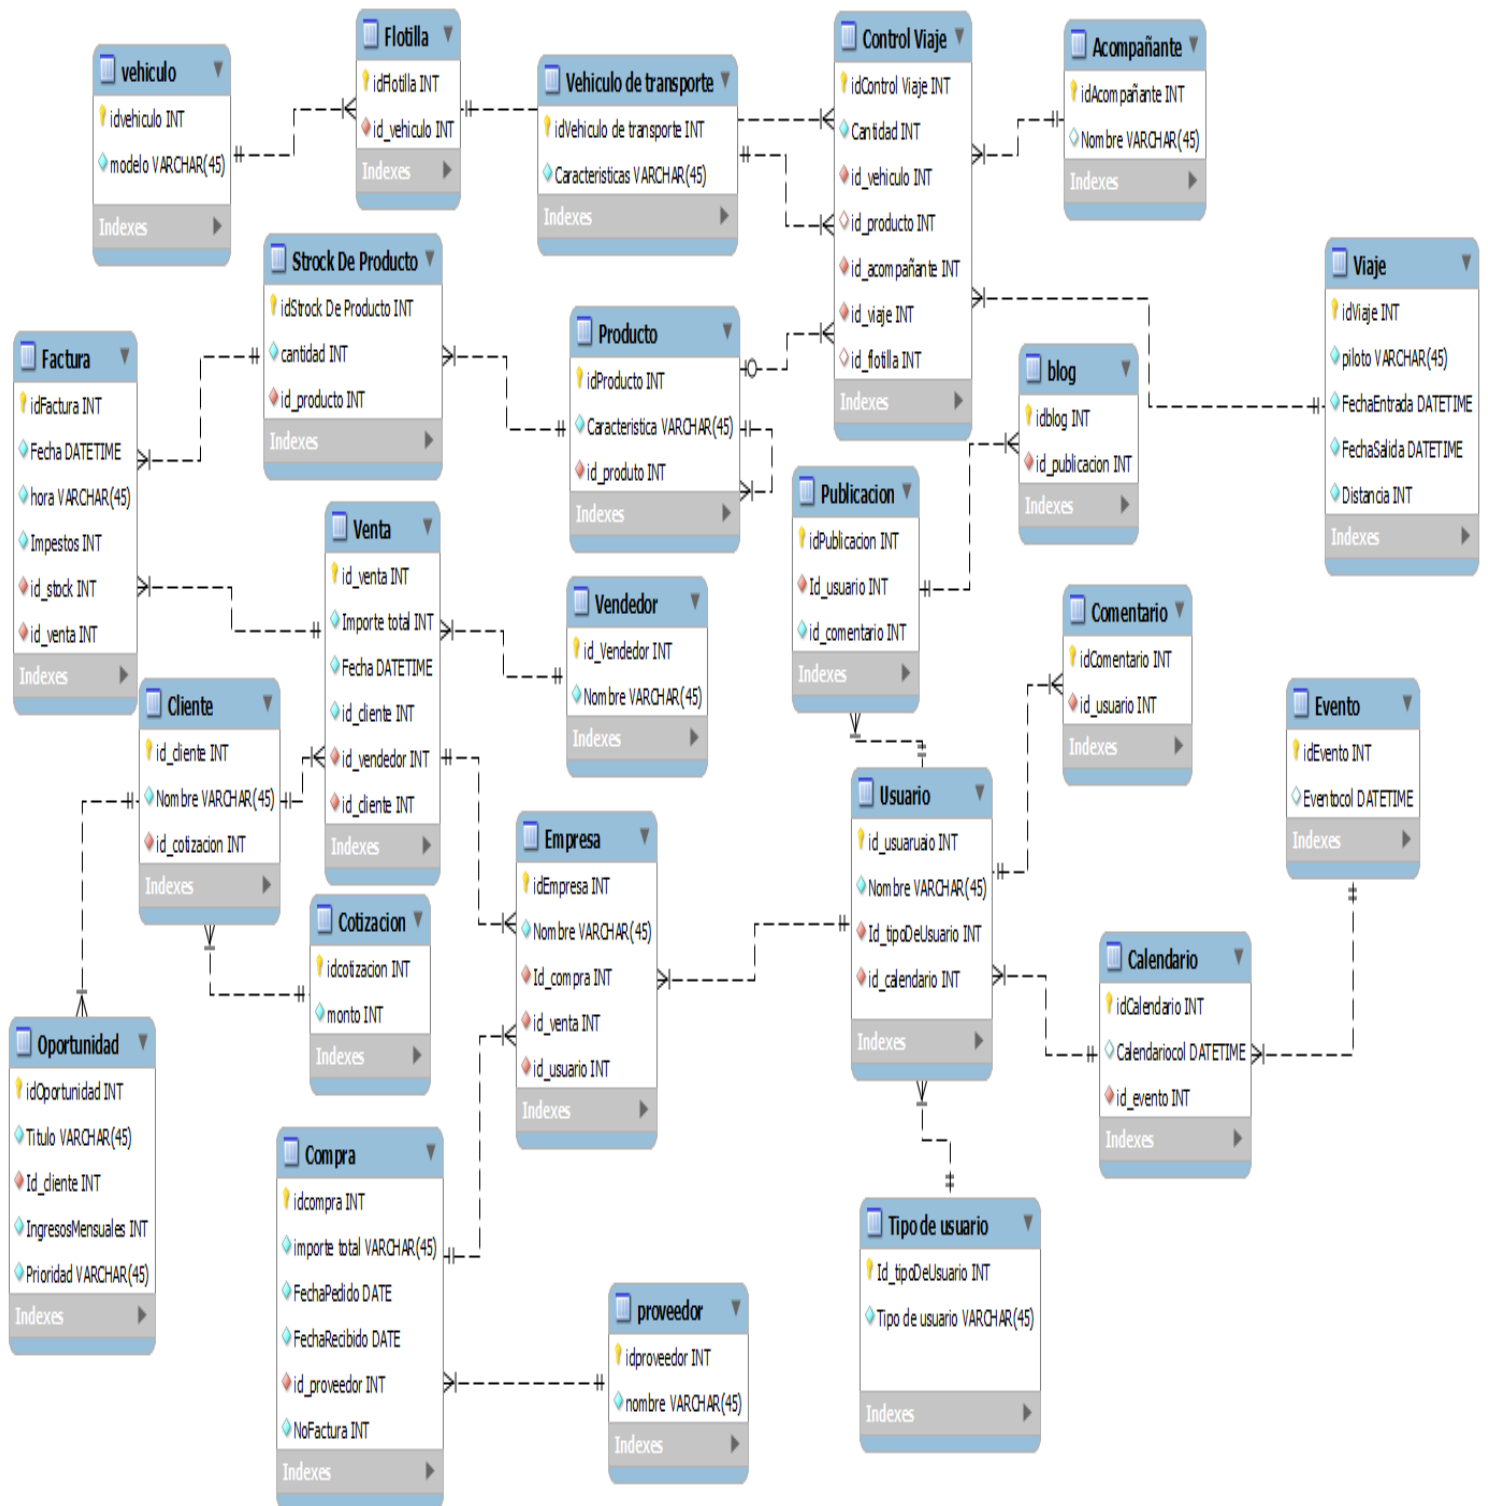 vehiculo
idvehiculo INT
modelo VARCHAR(45)
Indexes
Flotilla
idFlotilla INT
id_vehiculo INT
Indexes
Vehiculo de transporte
idVehiculo de transporte INT
Caracteristicas VARCHAR(45)
Indexes
Control Viaje
idControl Viaje INT
Cantidad INT
id_vehiculo INT
id_producto INT
id_acompañante INT
id_viaje INT
id_flotilla INT
Indexes
Acompañante
idAcompañante INT
Nombre VARCHAR(45)
Indexes
Viaje
idViaje INT
piloto VARCHAR(45)
FechaEntrada DATETIME
FechaSalida DATETIME
Distancia INT
Indexes
Strock De Producto
idStrock De Producto INT
cantidad INT
id_producto INT
Indexes
Producto
idProducto INT
Caracteristica VARCHAR(45)
id_produto INT
Indexes
Factura
idFactura INT
Fecha DATETIME
hora VARCHAR(45)
Impestos INT
id_stock INT
id_venta INT
Indexes
blog
idblog INT
id_publicacion INT
Indexes
Publicacion
idPublicacion INT
Id_usuario INT
id_comentario INT
Indexes
Venta
id_venta INT
Importe total INT
Fecha DATETIME
id_cliente INT
id_vendedor INT
id_cliente INT
Indexes
Vendedor
id_Vendedor INT
Nombre VARCHAR(45)
Indexes
Comentario
idComentario INT
id_usuario INT
Indexes
Cliente
id_cliente INT
Nombre VARCHAR(45)
id_cotizacion INT
Indexes
Evento
idEvento INT
Eventocol DATETIME
Indexes
Usuario
id_usuaruaio INT
Nombre VARCHAR(45)
Id_tipoDeUsuario INT
id_calendario INT
Indexes
Empresa
idEmpresa INT
Nombre VARCHAR(45)
Id_compra INT
id_venta INT
id_usuario INT
Indexes
Cotizacion
idcotizacion INT
monto INT
Indexes
Calendario
idCalendario INT
Calendariocol DATETIME
id_evento INT
Indexes
Oportunidad
idOportunidad INT
Titulo VARCHAR(45)
Id_cliente INT
IngresosMensuales INT
Prioridad VARCHAR(45)
Indexes
Compra
idcompra INT
importe total VARCHAR(45)
FechaPedido DATE
FechaRecibido DATE
id_proveedor INT
NoFactura INT
Indexes
Tipo de usuario
Id_tipoDeUsuario INT
Tipo de usuario VARCHAR(45)
Indexes
proveedor
idproveedor INT
nombre VARCHAR(45)
Indexes